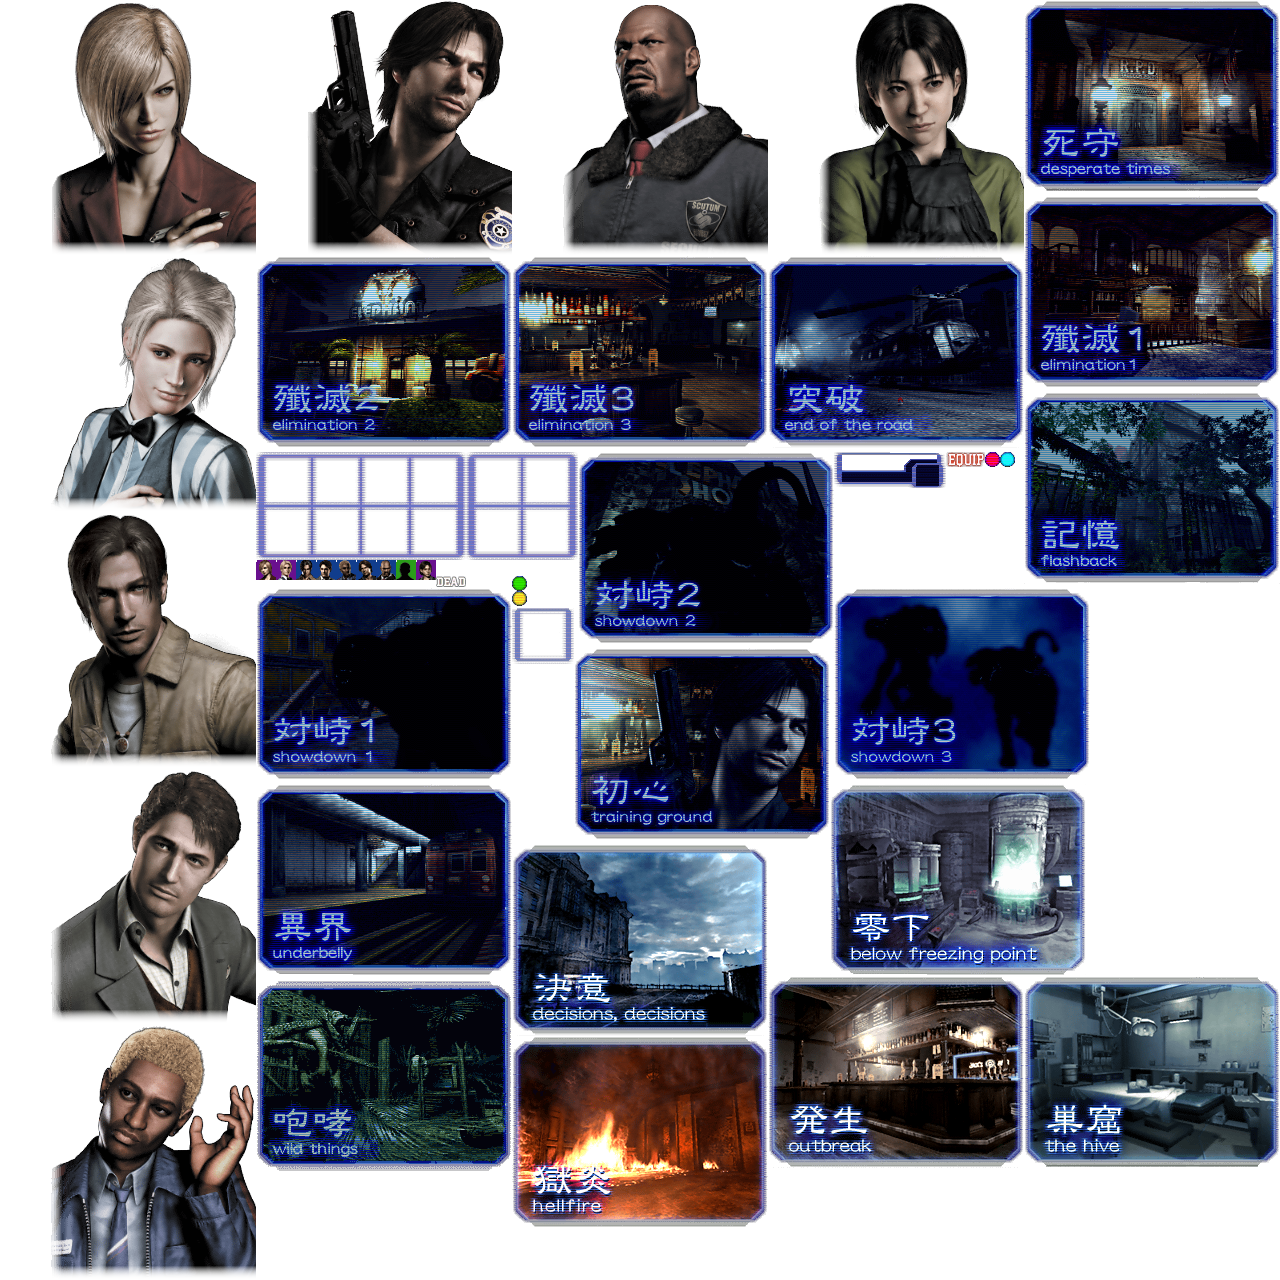 R.P.D
死守
desperate times
SCUTUM
殲滅1
elimination 1
殲滅2
elimination 2
殲滅3
elimination 3
突破
end of the road
記憶
flashback
EQUIP
DEAD
対峙2
showdown 2
対峙1
showdown 1
対峙3
showdown 3
初心
training ground
異界
underbelly
決意
decisions, decisions
零下
below freezing point
咆哮
wild things
獄炎
hellfire
発生
outbreak
巣窟
the hive